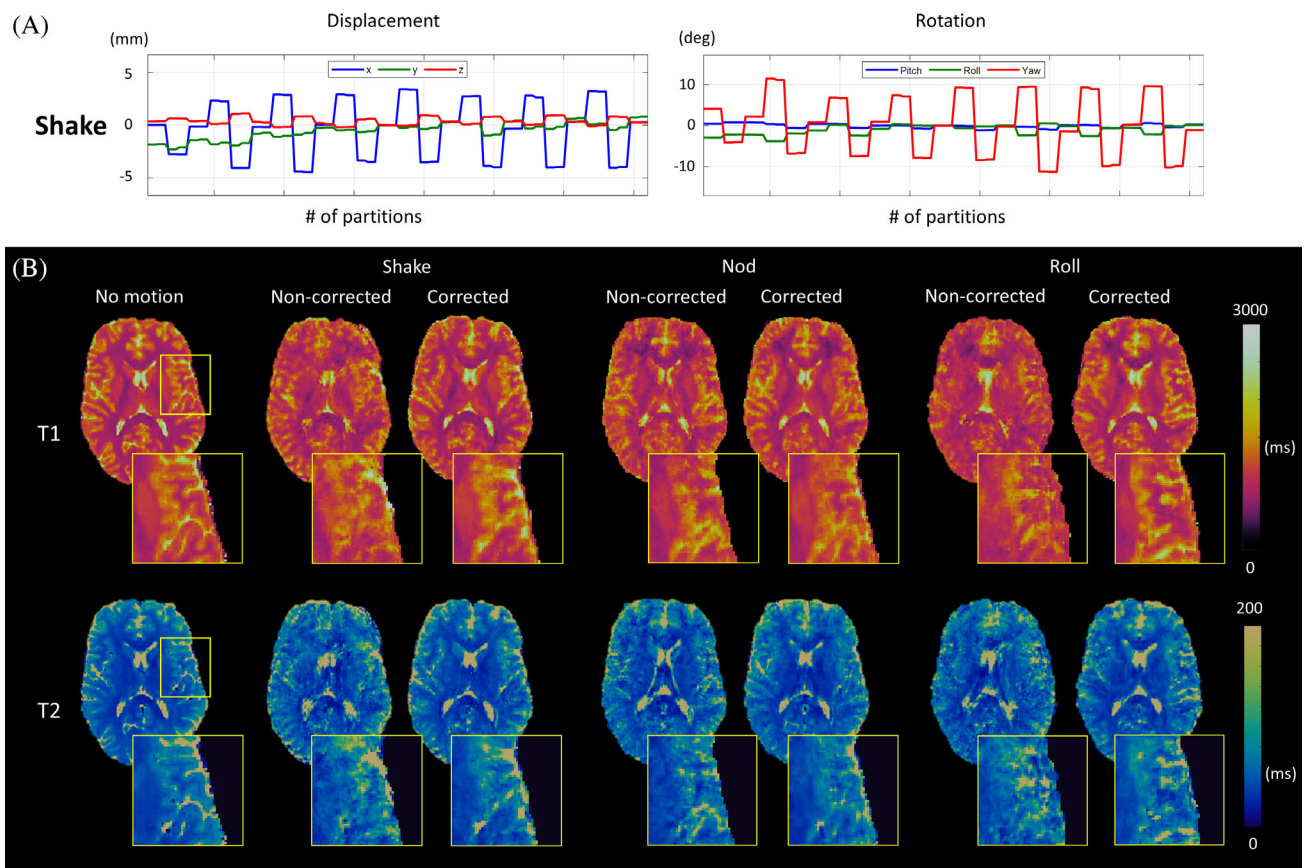 (A)
Displacement
Rotation
(mm)
(deg)
x y z
Pitch Roll Yaw
5
0
-5
10
0
-10
Shake
# of partitions
# of partitions
(B)
Shake
Nod
Roll
No motion
Non-corrected
Corrected
Non-corrected
Corrected
Non-corrected
Corrected
3000
T1
(ms)
0
200
T2
(ms)
0